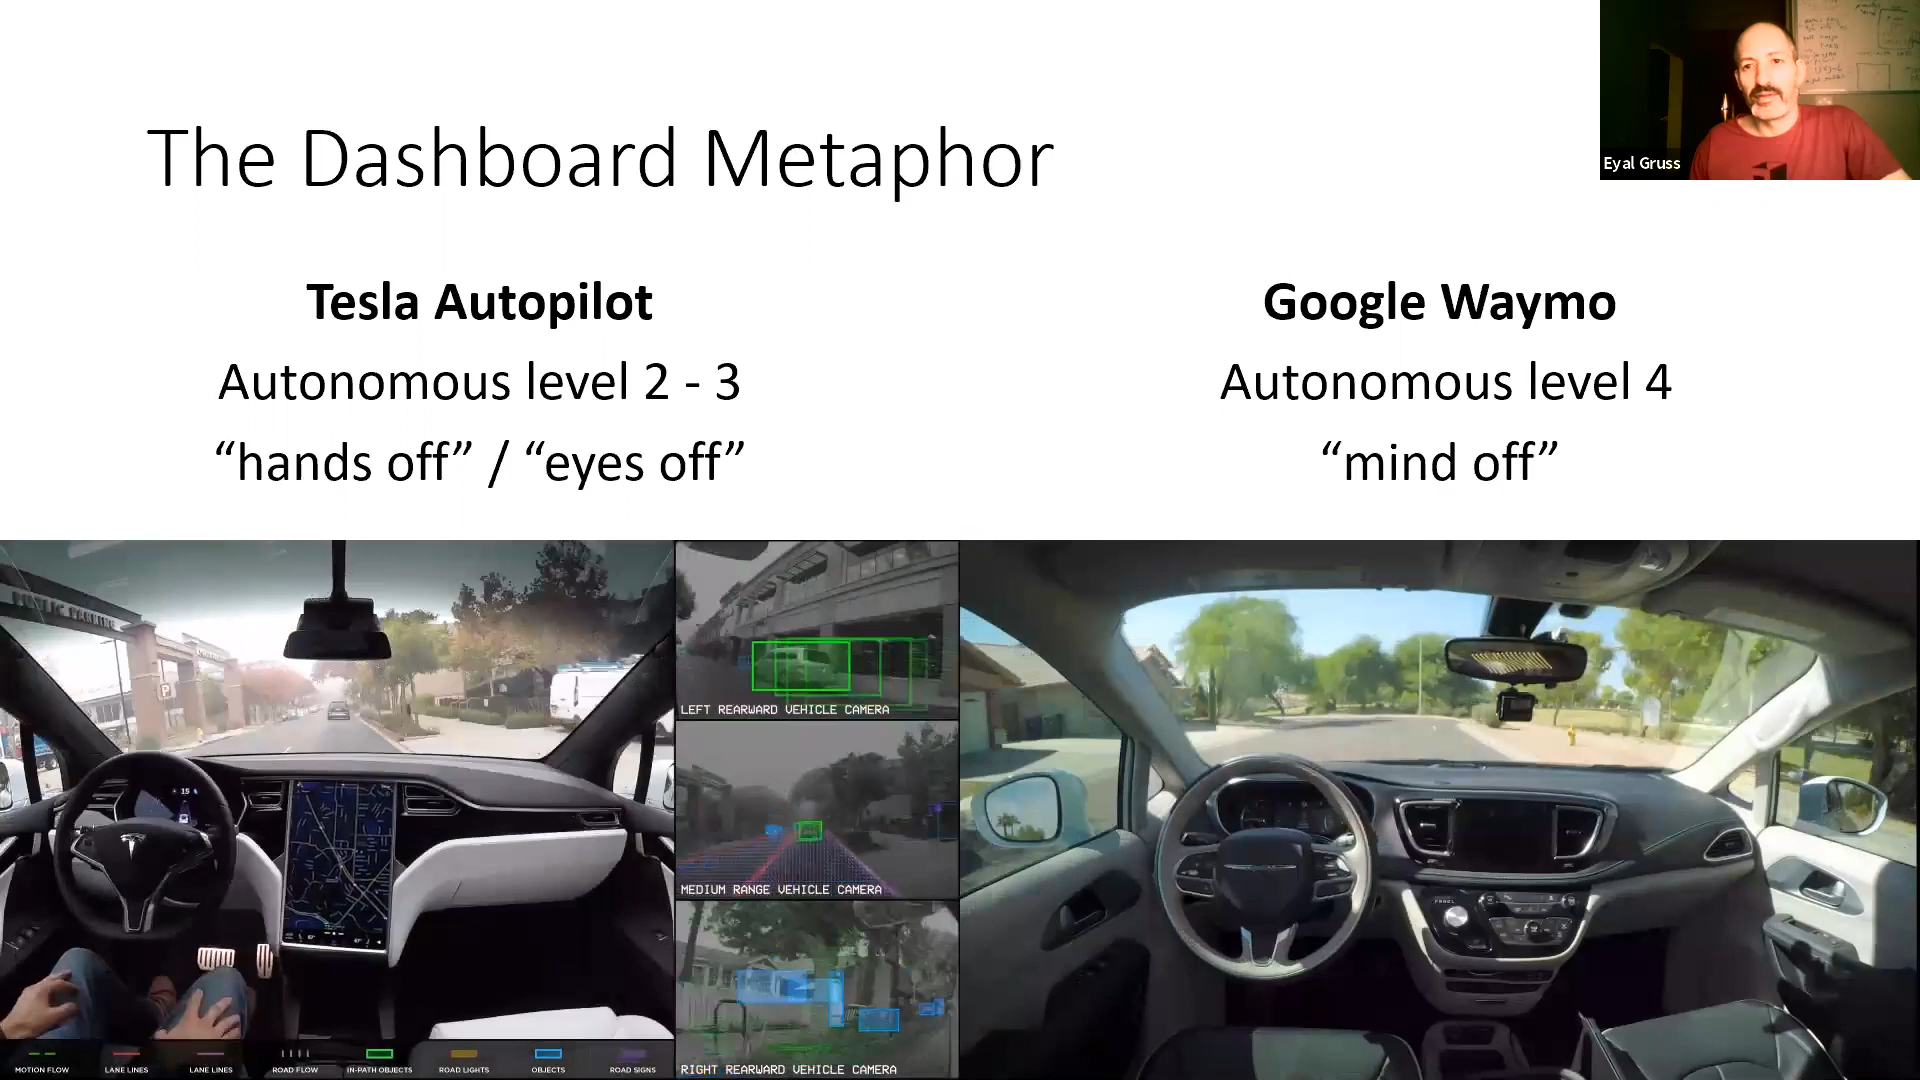 The Dashboard Metaphor
Eyal Gruss
Tesla Autopilot
Autonomous level 2 - 3
“hands off” / “eyes off”
Google Waymo
Autonomous level 4
“mind off”
P
15
LEFT REARWARD VEHICLE CAMERA
MEDIUM RANGE VEHICLE CAMERA
RIGHT REARWARD VEHICLE CAMERA
MOTION FLOW
LANE LINES
LANE LINES
ROAD FLOW
IN-PATH OBJECTS
ROAD LIGHTS
OBJECTS
ROAD SIGNS